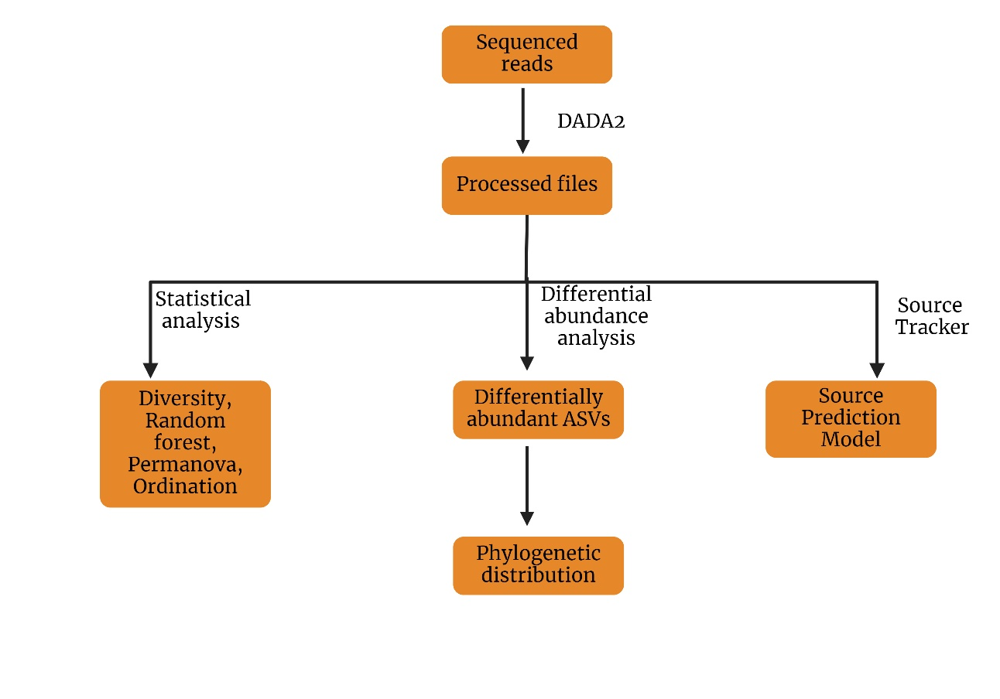 Sequenced
reads
DADA2
Processed files
Statistical
analysis
Differential
abundance
analysis
Source
Tracker
Diversity,
Random
forest,
Permanova,
Ordination
Differentially
abundant ASVs
Source
Prediction
Model
Phylogenetic
distribution